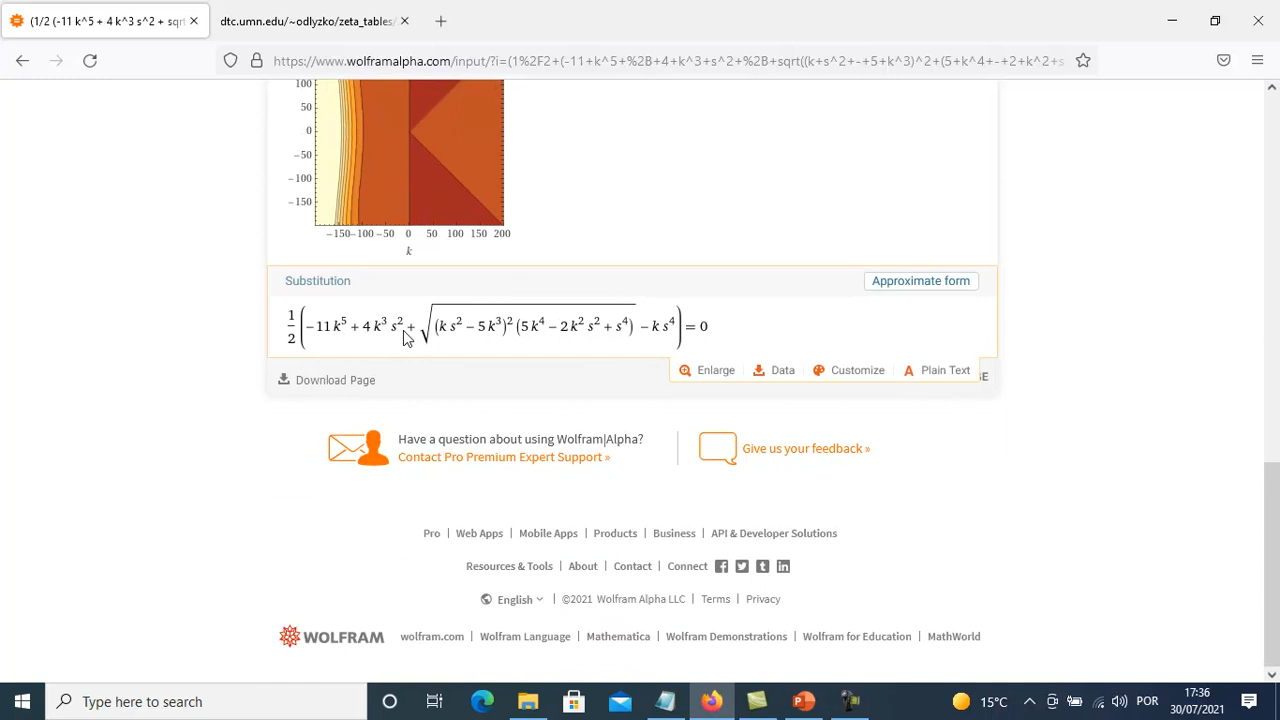 (1/2 (-11 k^5 + 4 k^3 s^2 + sqrt
dtc.umn.edu/~odlyzko/zeta_tables/
https://www.wolframalpha.com/input/?i=(1%2F2+(-11+k^5+%2B+4+k^3+s^2+%2B+sqrt((k+s^2+-+5+k^3)^2+(5+k^4+-+2+k^2+s
100
50
0
−50
−100
−150
−150 −100 −50 0 50 100 150 200
k
Substitution
Approximate form
1/2 (−11 k^5 + 4 k^3 s^2 + √((k s^2 − 5 k^3)^2 (5 k^4 − 2 k^2 s^2 + s^4)) − k s^4) = 0
Enlarge Data Customize A Plain Text
Download Page
GE
Have a question about using Wolfram|Alpha?
Contact Pro Premium Expert Support »
Give us your feedback »
Pro | Web Apps | Mobile Apps | Products | Business | API & Developer Solutions
Resources & Tools | About | Contact | Connect
English | ©2021 Wolfram Alpha LLC | Terms | Privacy
WOLFRAM
wolfram.com | Wolfram Language | Mathematica | Wolfram Demonstrations | Wolfram for Education | MathWorld
Type here to search
15°C
POR
17:36
30/07/2021